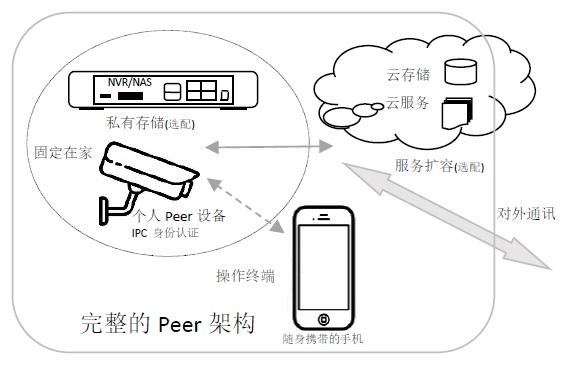 NVR/NAS
私有存储(选配)
固定在家
个人 Peer 设备
IPC 身份认证
云存储
云服务
服务扩容(选配)
对外通讯
操作终端
完整的 Peer 架构
随身携带的手机